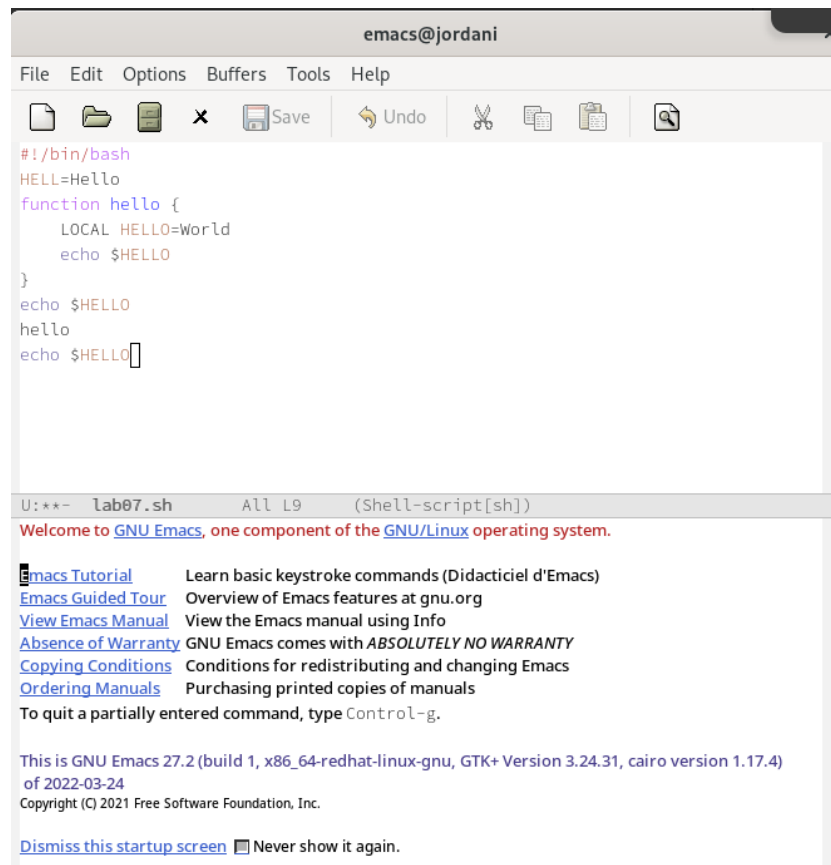 emacs@jordani
File Edit Options Buffers Tools Help
Save Undo
#!/bin/bash
HELL=Hello
function hello {
    LOCAL HELLO=World
    echo $HELLO
}
echo $HELLO
hello
echo $HELLO
U:**- lab07.sh All L9 (Shell-script[sh])
Welcome to GNU Emacs, one component of the GNU/Linux operating system.
Emacs Tutorial Learn basic keystroke commands (Didacticiel d'Emacs)
Emacs Guided Tour Overview of Emacs features at gnu.org
View Emacs Manual View the Emacs manual using Info
Absence of Warranty GNU Emacs comes with ABSOLUTELY NO WARRANTY
Copying Conditions Conditions for redistributing and changing Emacs
Ordering Manuals Purchasing printed copies of manuals
To quit a partially entered command, type Control-g.
This is GNU Emacs 27.2 (build 1, x86_64-redhat-linux-gnu, GTK+ Version 3.24.31, cairo version 1.17.4)
of 2022-03-24
Copyright (C) 2021 Free Software Foundation, Inc.
Dismiss this startup screen Never show it again.